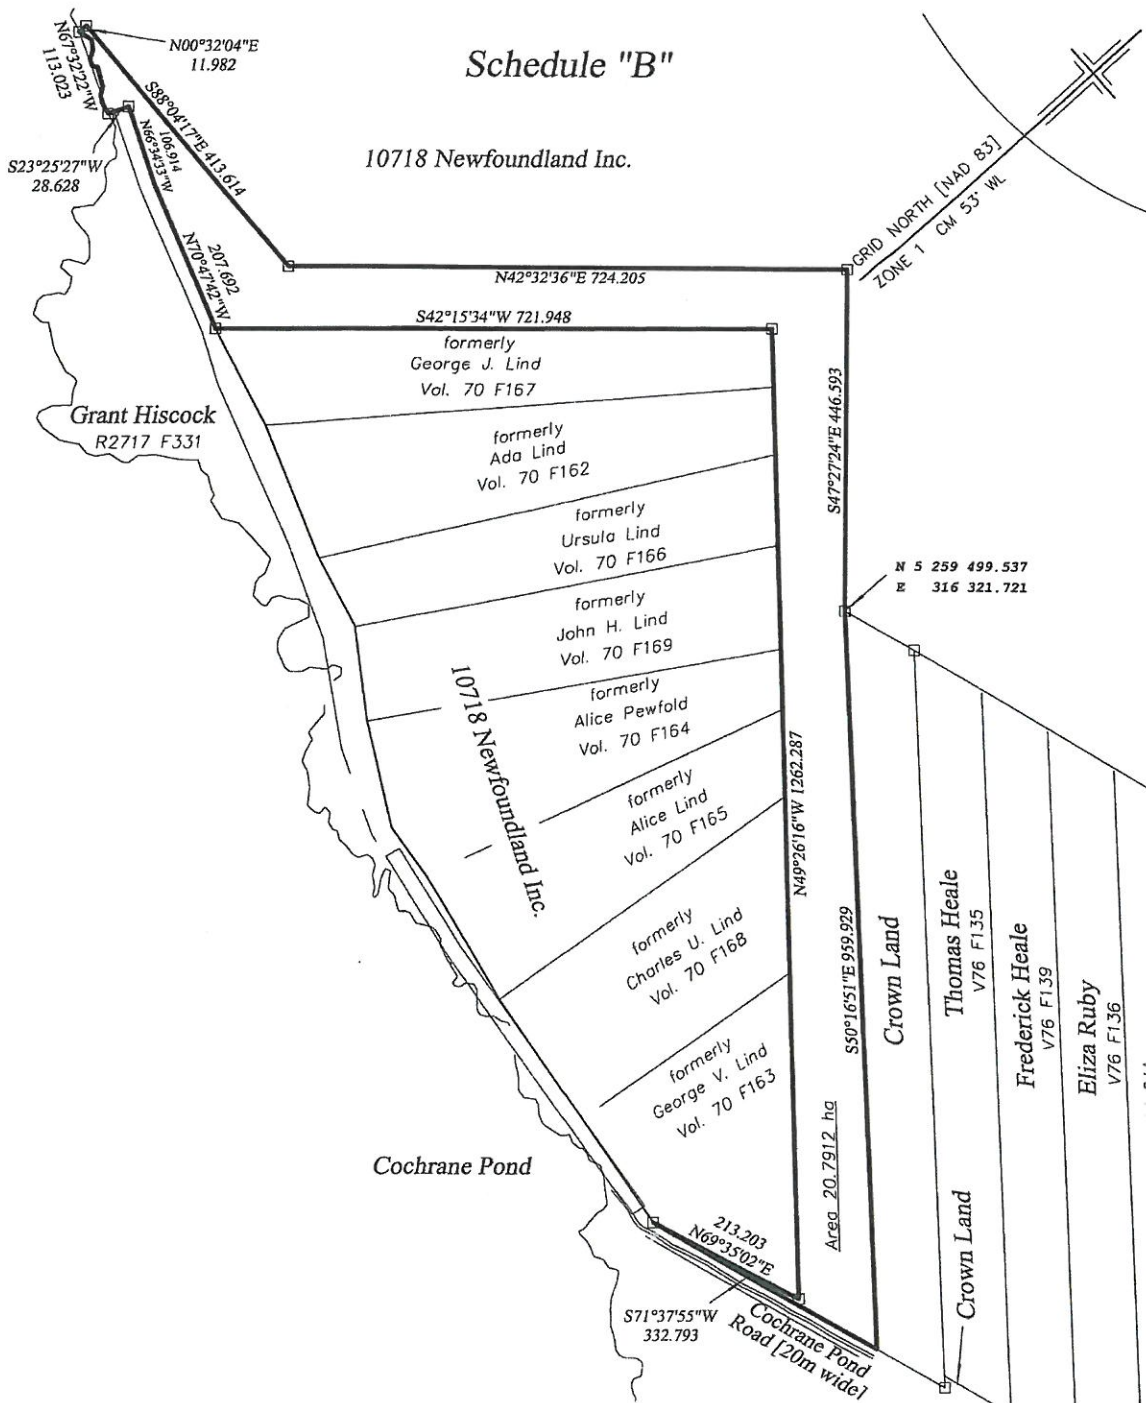 Schedule "B"
N00°32'04"E
11.982
N67°32'22"W
113.023
S88°04'17"E 413.614
10718 Newfoundland Inc.
GRID NORTH [NAD 83]
ZONE 1 CM 53° WL
S23°25'27"W
28.628
106.914
N66°34'33"W
207.692
N70°47'42"W
N42°32'36"E 724.205
S42°15'34"W 721.948
formerly
George J. Lind
Vol. 70 F167
Grant Hiscock
R2717 F331
formerly
Ada Lind
Vol. 70 F162
S47°27'24"E 446.593
formerly
Ursula Lind
Vol. 70 F166
N 5 259 499.537
E 316 321.721
formerly
John H. Lind
Vol. 70 F169
formerly
Alice Pewfold
Vol. 70 F164
10718 Newfoundland Inc.
formerly
Alice Lind
Vol. 70 F165
N49°26'16"W 1262.287
formerly
Charles U. Lind
Vol. 70 F168
S50°16'51"E 959.929
Crown Land
Thomas Heale
V76 F135
Frederick Heale
V76 F139
Eliza Ruby
V76 F136
formerly
George V. Lind
Vol. 70 F163
Cochrane Pond
Area 20.7912 ha
213.203
N69°35'02"E
S71°37'55"W
332.793
Cochrane Pond
Road [20m wide]
Crown Land